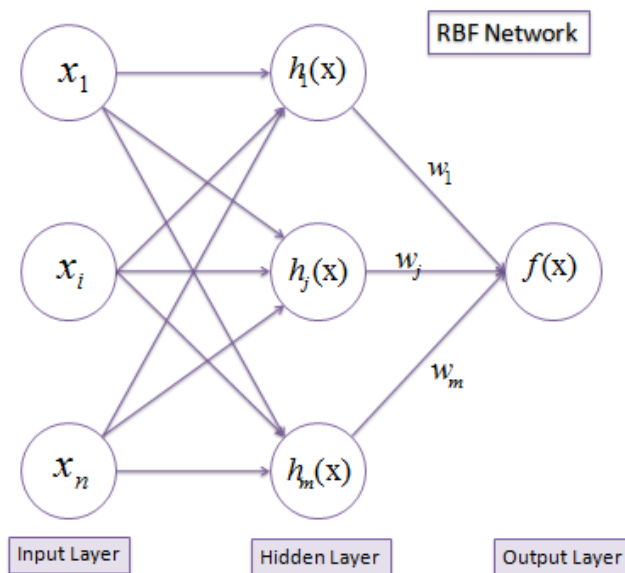 RBF Network
x₁
h₁(x)
w₁
xᵢ
hⱼ(x)
wⱼ
f(x)
wₘ
xₙ
hₘ(x)
Input Layer
Hidden Layer
Output Layer